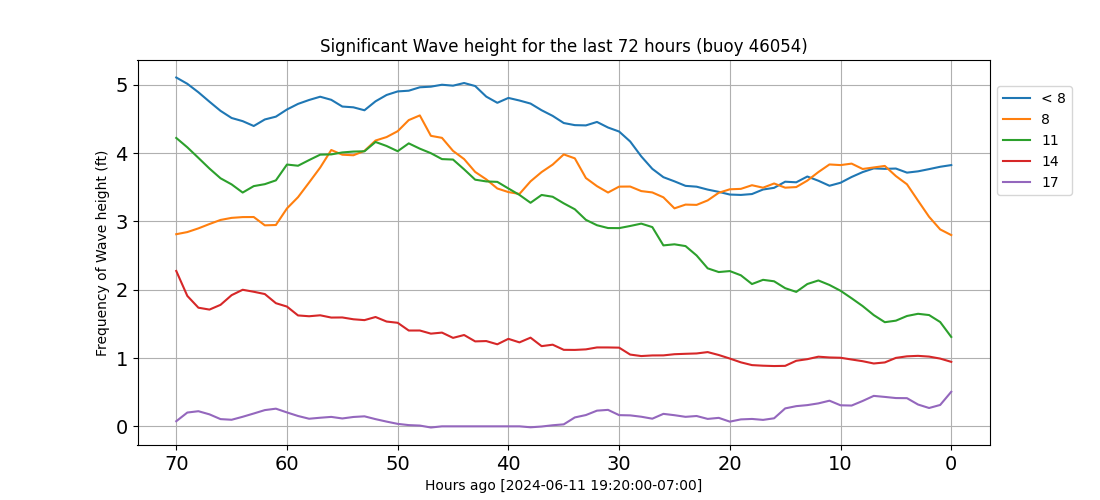 Significant Wave height for the last 72 hours (buoy 46054)
Frequency of Wave height (ft)
5
4
3
2
1
0
70 60 50 40 30 20 10 0
Hours ago [2024-06-11 19:20:00-07:00]
< 8
8
11
14
17